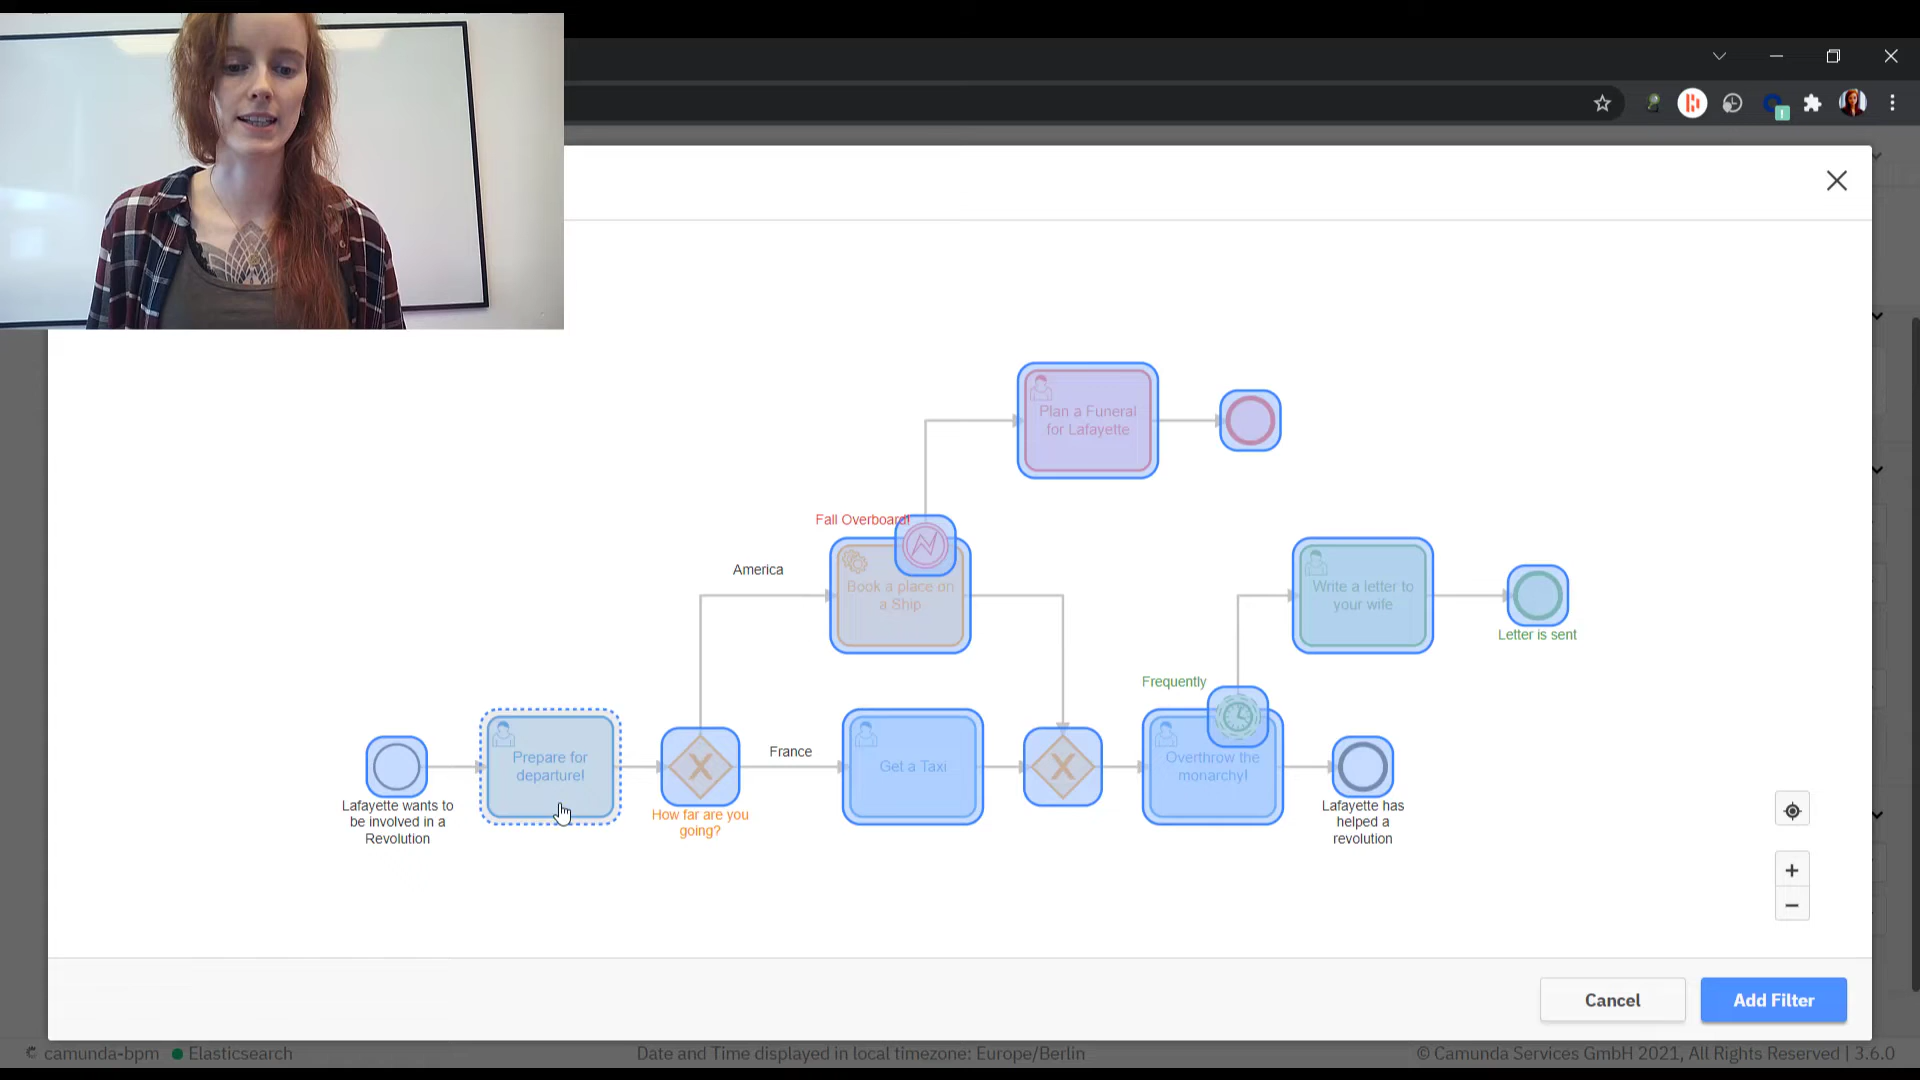 Plan a Funeral
for Lafayette
Fall Overboard!
America
Book a place on
a Ship
Write a letter to
your wife
Letter is sent
Frequently
Prepare for
departure!
France
Get a Taxi
Overthrow the
monarchy!
Lafayette wants to
be involved in a
Revolution
How far are you
going?
Lafayette has
helped a
revolution
Cancel
Add Filter
camunda-bpm
Elasticsearch
Date and Time displayed in local timezone: Europe/Berlin
© Camunda Services GmbH 2021, All Rights Reserved | 3.6.0